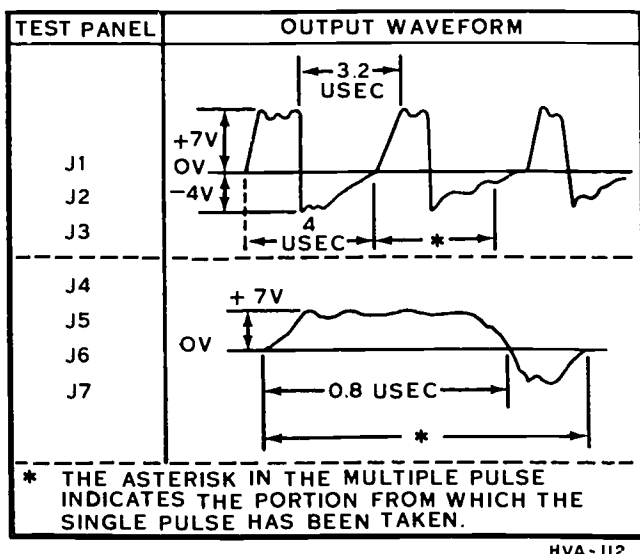 TEST PANEL
OUTPUT WAVEFORM
3.2
USEC
+7V
0V
-4V
J1
J2
J3
4
USEC
*
J4
J5
J6
J7
+ 7V
0V
0.8 USEC
*
* THE ASTERISK IN THE MULTIPLE PULSE
INDICATES THE PORTION FROM WHICH THE
SINGLE PULSE HAS BEEN TAKEN.
HVA-112